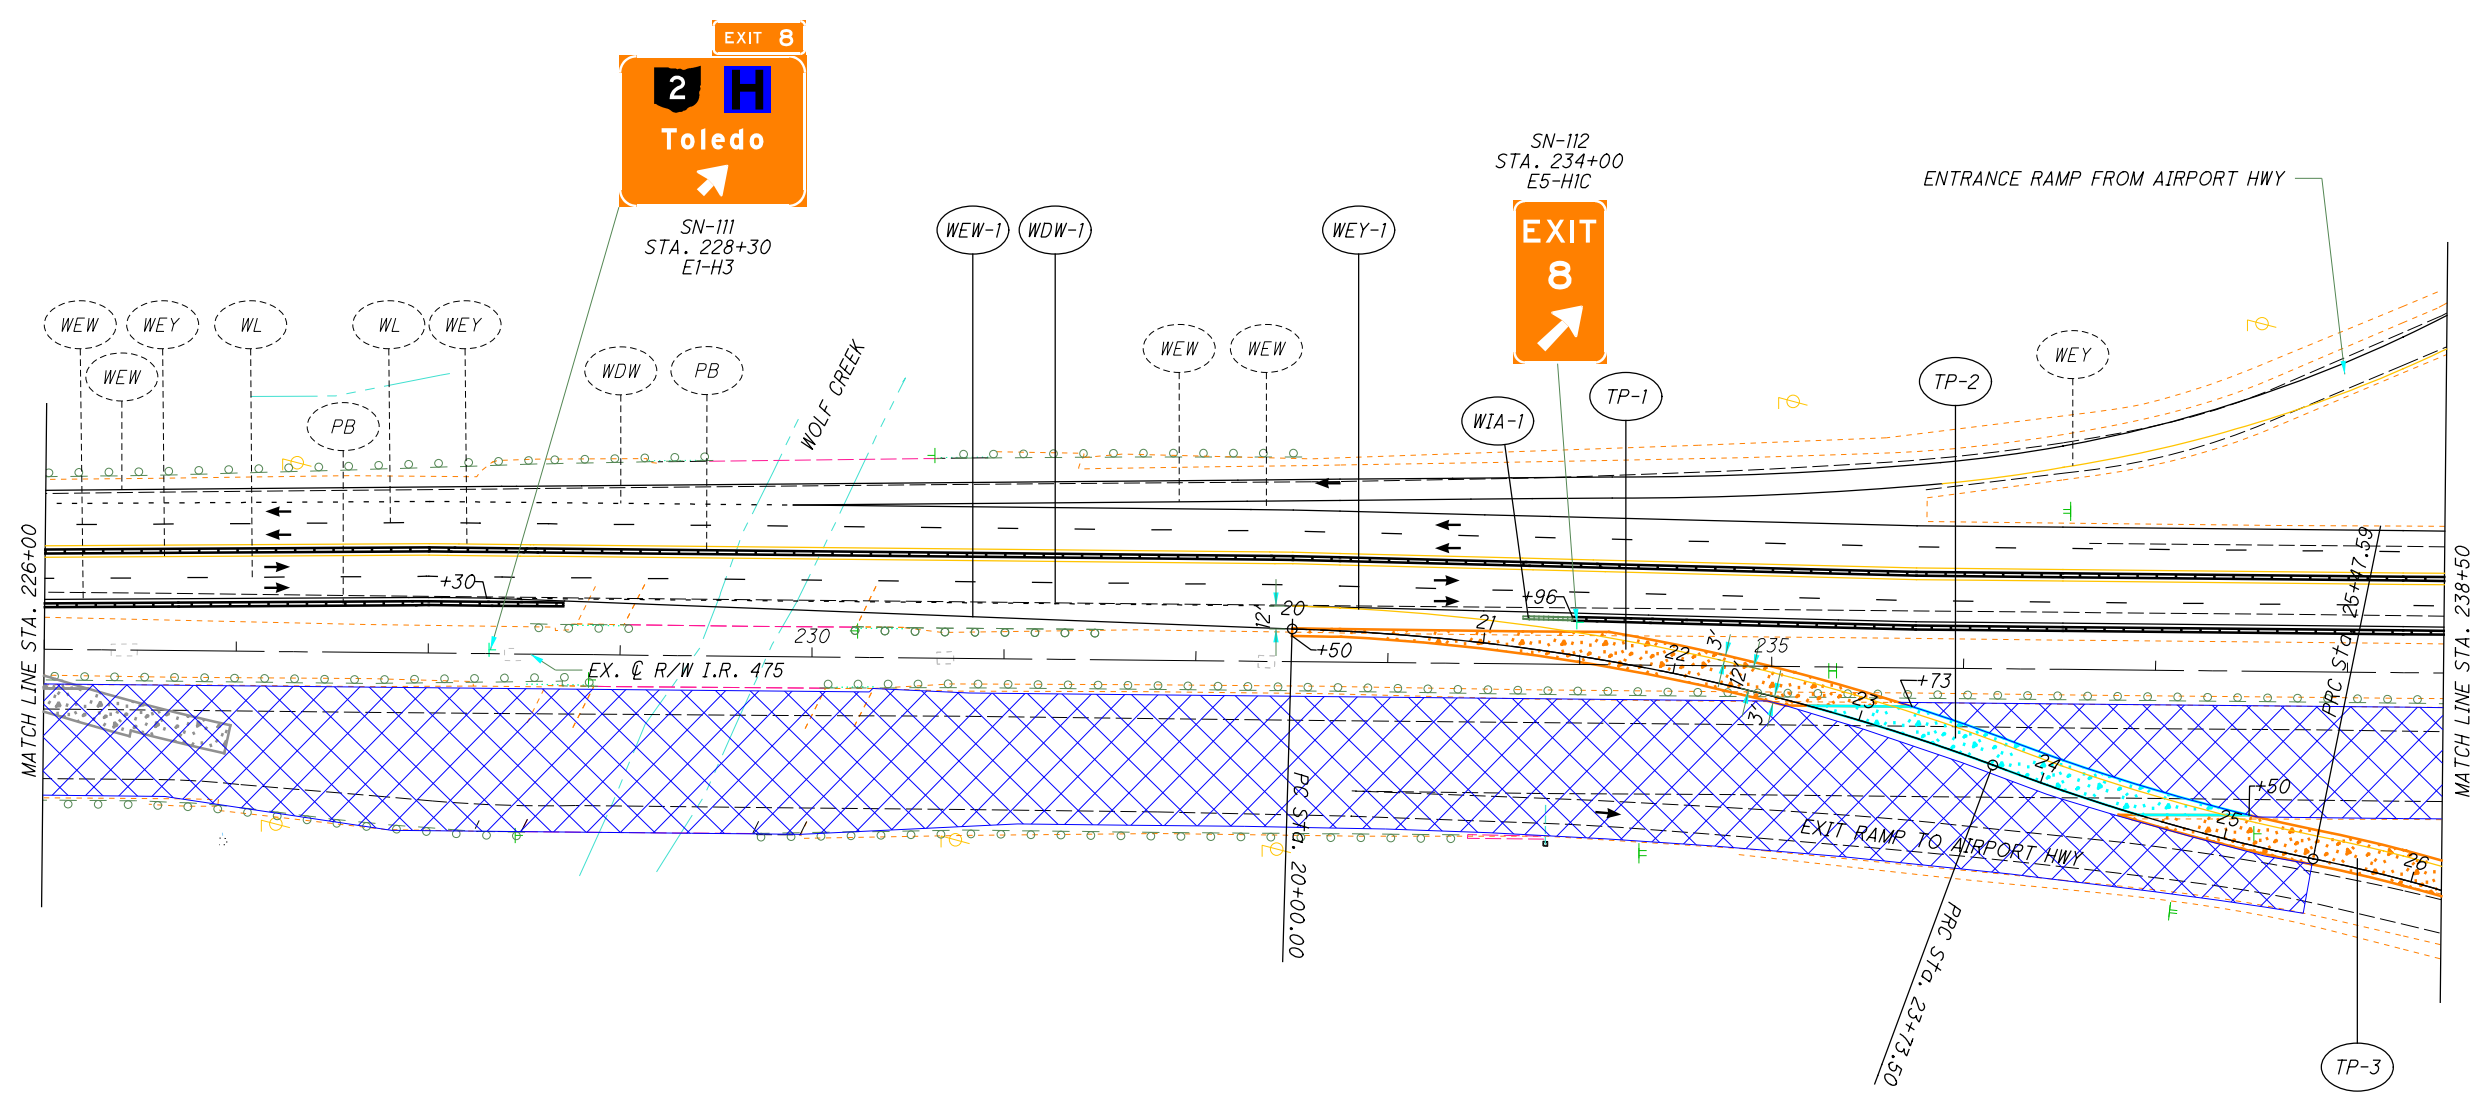 EXIT 8
2 H
Toledo
SN-111
STA. 228+30
E1-H3
SN-112
STA. 234+00
E5-H1C
EXIT
8
ENTRANCE RAMP FROM AIRPORT HWY
WEW-1
WDW-1
WEY-1
WEW
WEY
WL
WL
WEY
WEW
WDW
PB
PB
WOLF CREEK
WEW
WEW
WIA-1
TP-1
TP-2
WEY
MATCH LINE STA. 226+00
MATCH LINE STA. 238+50
+30
230
EX. ℄ R/W I.R. 475
12'
20
+50
21
+96
22
3'
12'
3'
235
+73
23
24
25
+50
26
PC Sta. 20+00.00
PRC Sta. 23+73.50
PRC Sta. 25+47.59
EXIT RAMP TO AIRPORT HWY
TP-3